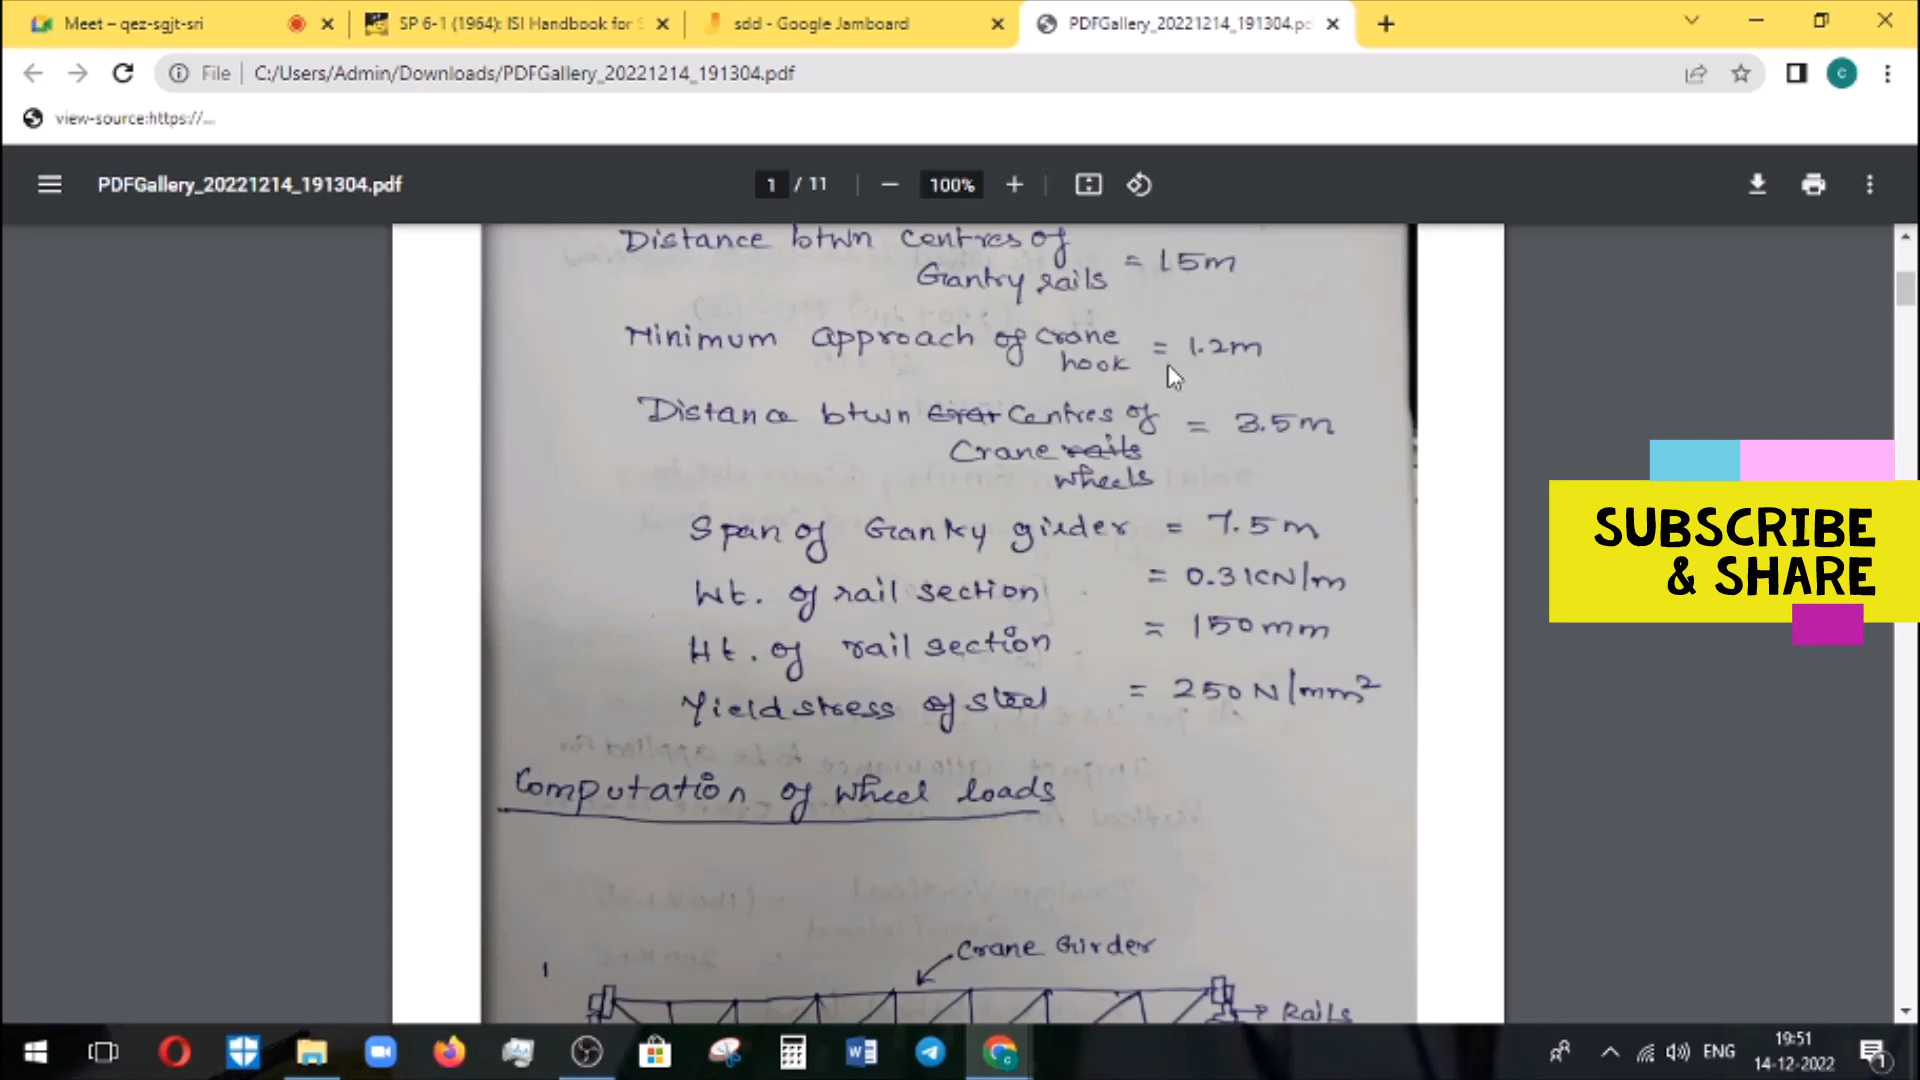 Meet – qez-sgjt-sri
SP 6-1 (1964): ISI Handbook for S
sdd - Google Jamboard
PDFGallery_20221214_191304.pd
File
C:/Users/Admin/Downloads/PDFGallery_20221214_191304.pdf
C
view-source:https://...
PDFGallery_20221214_191304.pdf
1 / 11
100%
Distance btwn centres of
Gantry rails = 15m
Minimum approach of crane
hook = 1.2m
Distance btwn centres of = 3.5m
Crane rails
wheels
Span of Gantry girder = 7.5m
Wt. of rail section = 0.3KN/m
Ht. of rail section = 150mm
Yield stress of steel = 250N/mm²
Computation of wheel loads
Crane Girder
Rails
SUBSCRIBE
& SHARE
ENG
19:51
14-12-2022
1